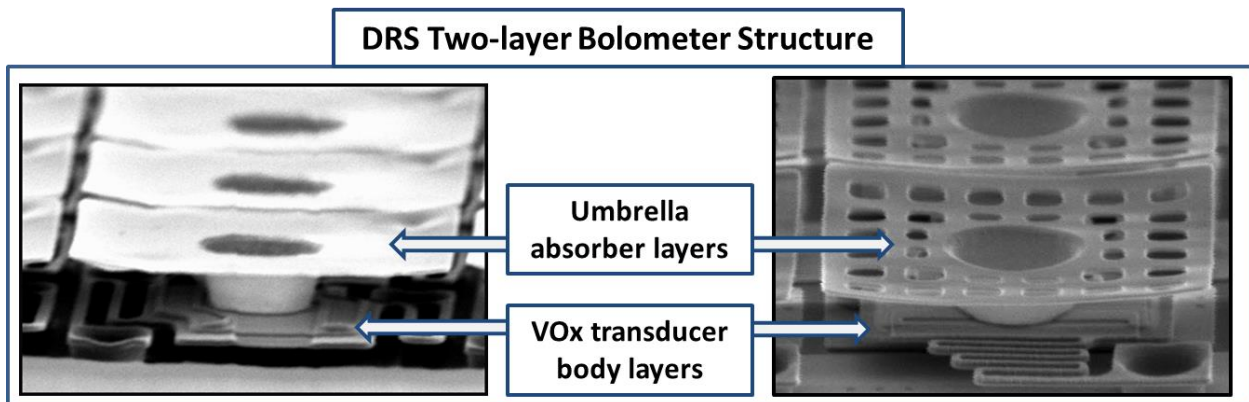 DRS Two-layer Bolometer Structure
Umbrella
absorber layers
VOx transducer
body layers